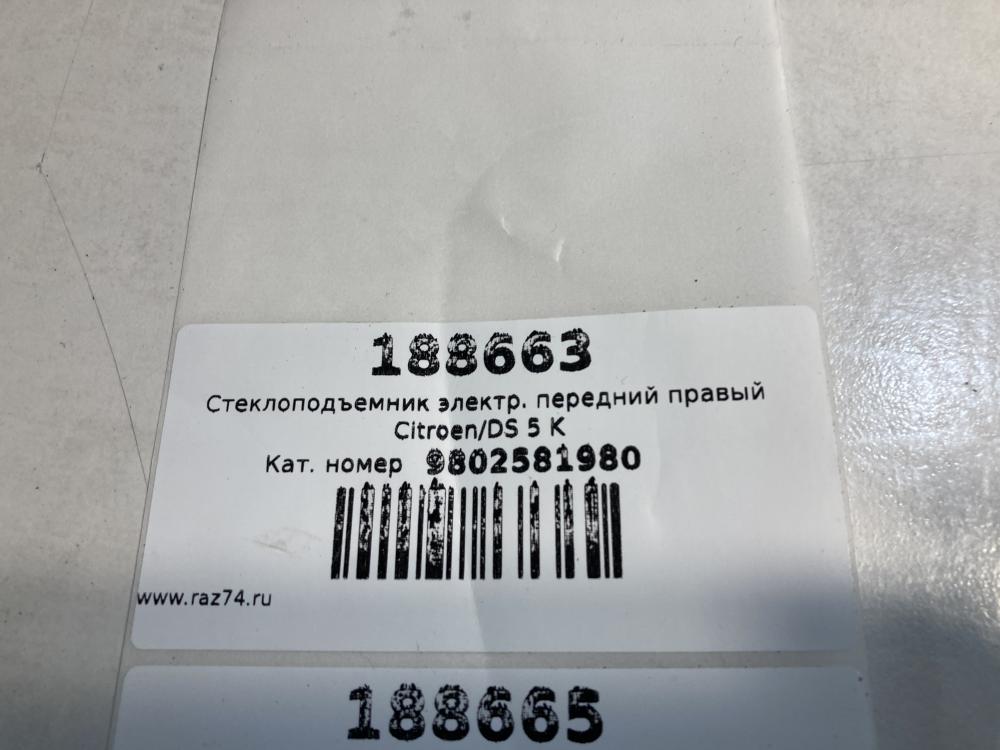 188663
Стеклоподъемник электр. передний правый
Citroen/DS 5 K
Кат. номер 9802581980
www.raz74.ru
188665